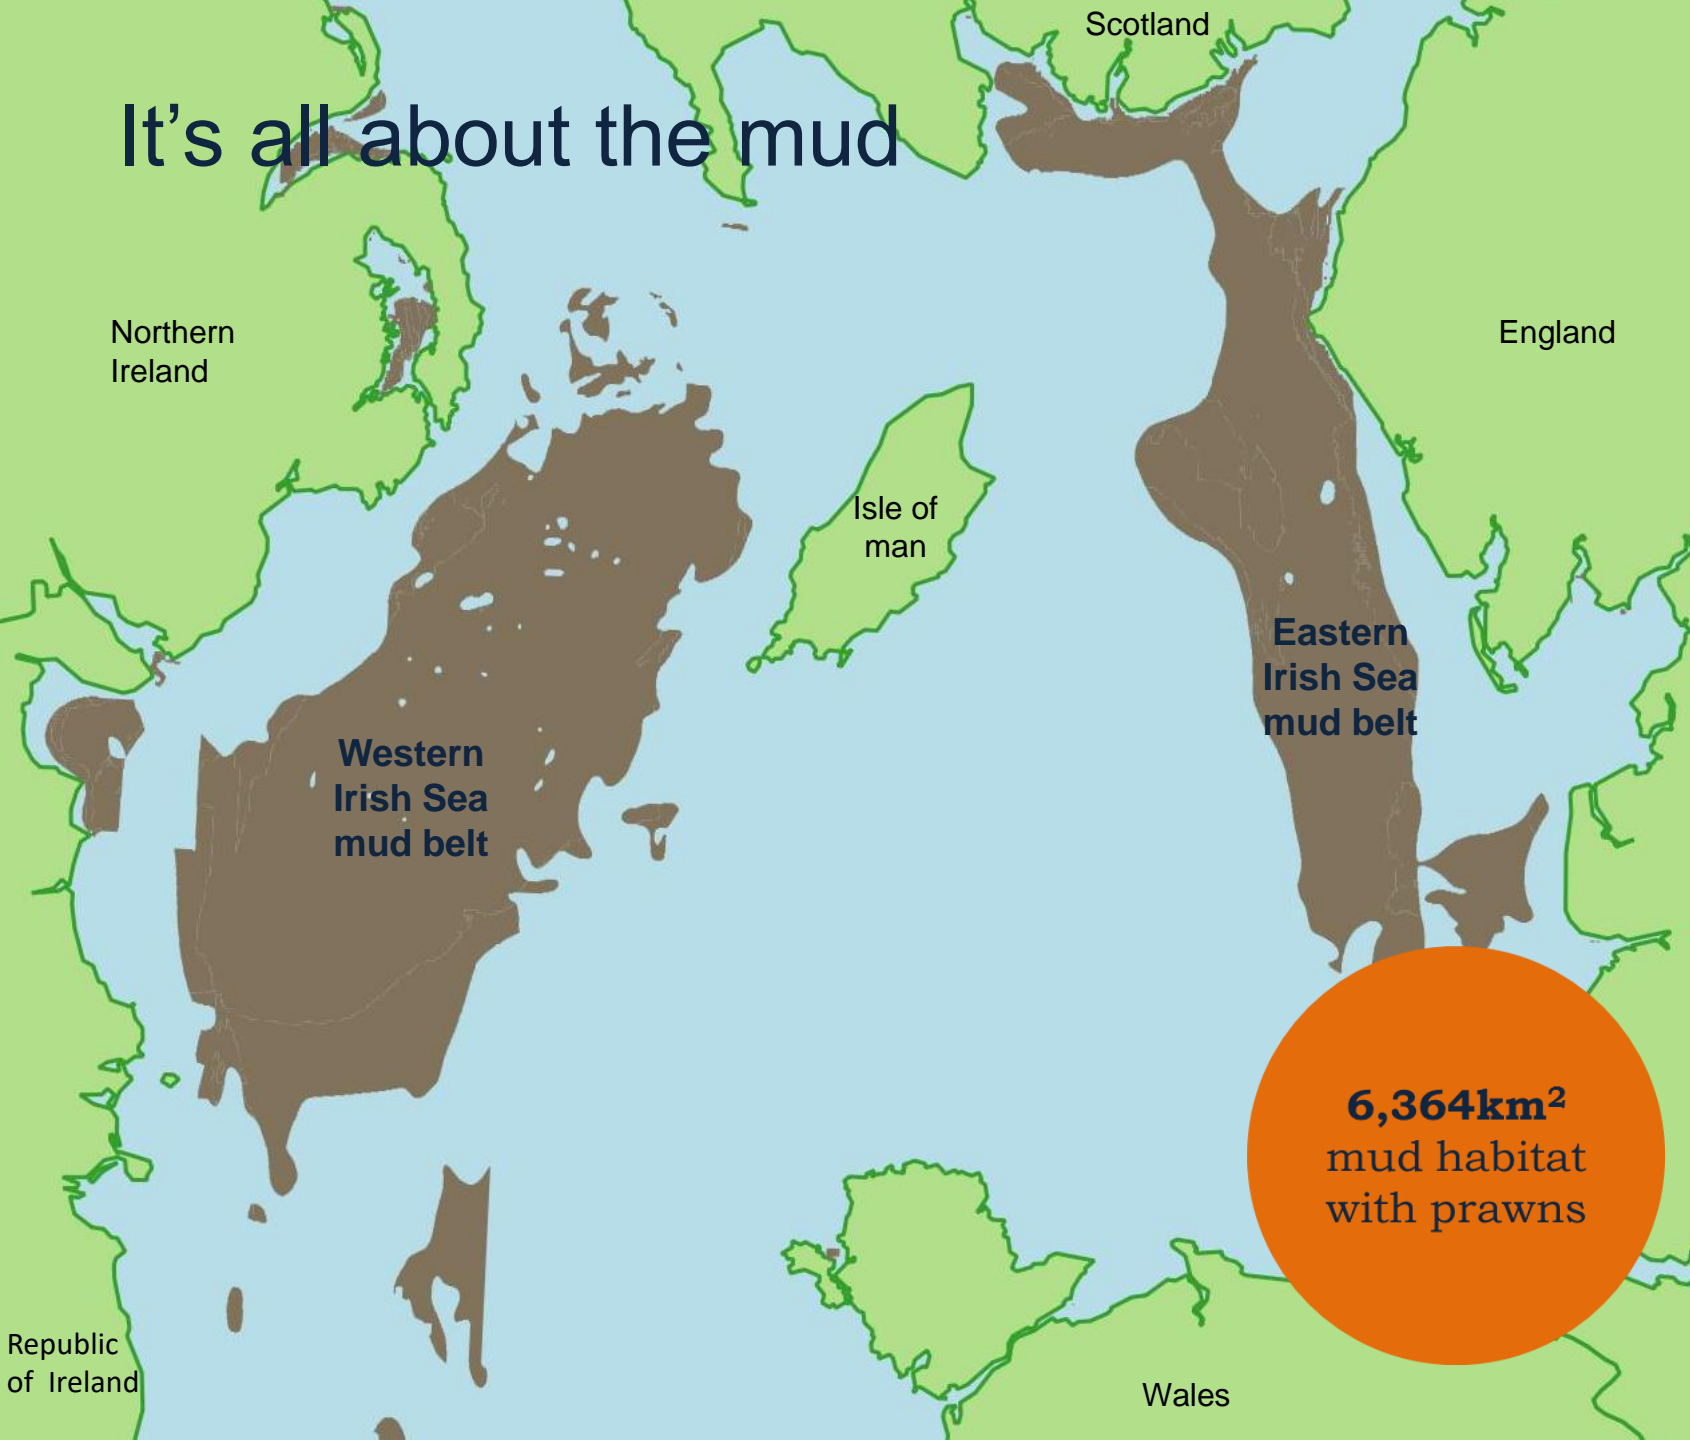 Scotland
It’s all about the mud
Northern
Ireland
England
Isle of
man
Eastern
Irish Sea
mud belt
Western
Irish Sea
mud belt
6,364km²
mud habitat
with prawns
Republic
of Ireland
Wales